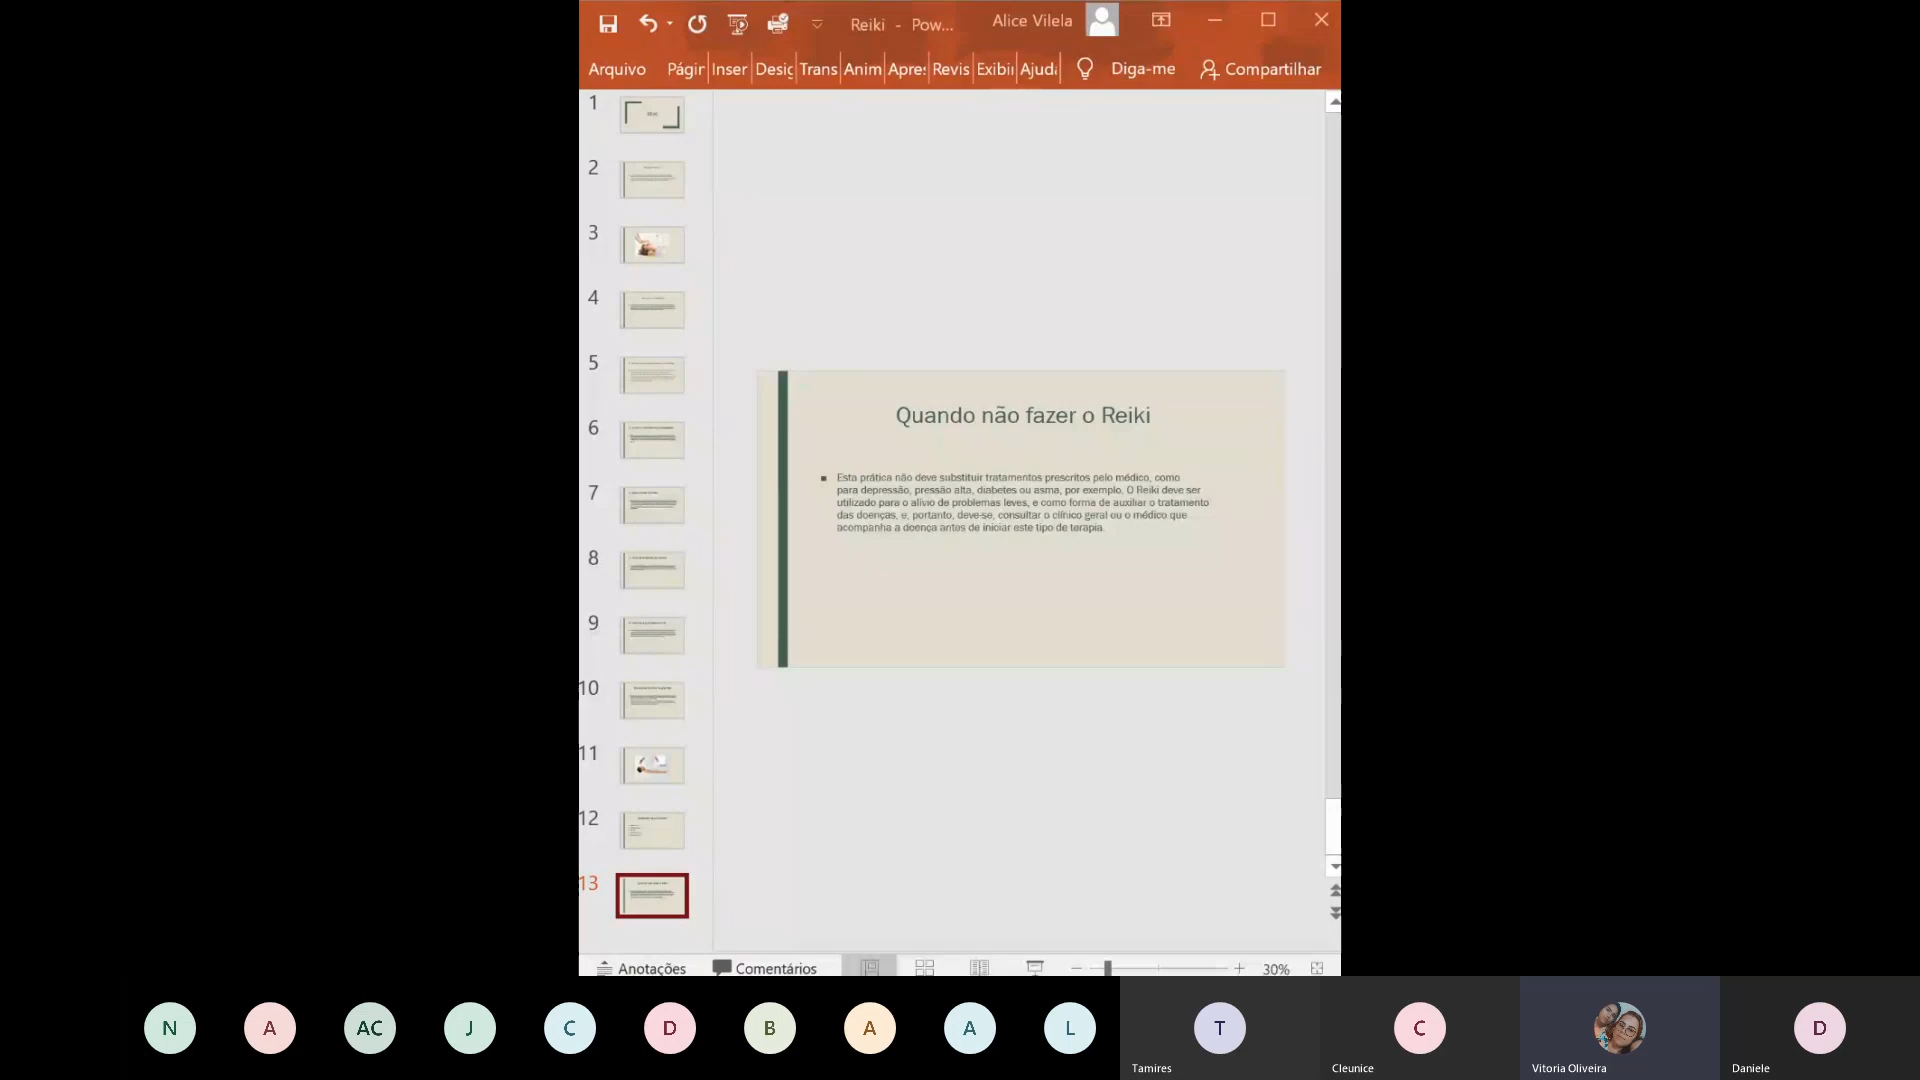 Reiki - Pow...
Alice Vilela
Arquivo Págir Inser Desig Trans Anim Apre: Revis Exibir Ajuda Diga-me Compartilhar
1
2
3
4
5
6
7
8
9
10
11
12
13
Quando não fazer o Reiki
Esta prática não deve substituir tratamentos prescritos pelo médico, como
para depressão, pressão alta, diabetes ou asma, por exemplo. O Reiki deve ser
utilizado para o alívio de problemas leves, e como forma de auxiliar o tratamento
das doenças, e, portanto, deve-se, consultar o clínico geral ou o médico que
acompanha a doença antes de iniciar este tipo de terapia.
Anotações Comentários 30%
N A AC J C D B A A L T C D
Tamires Cleunice Vitoria Oliveira Daniele